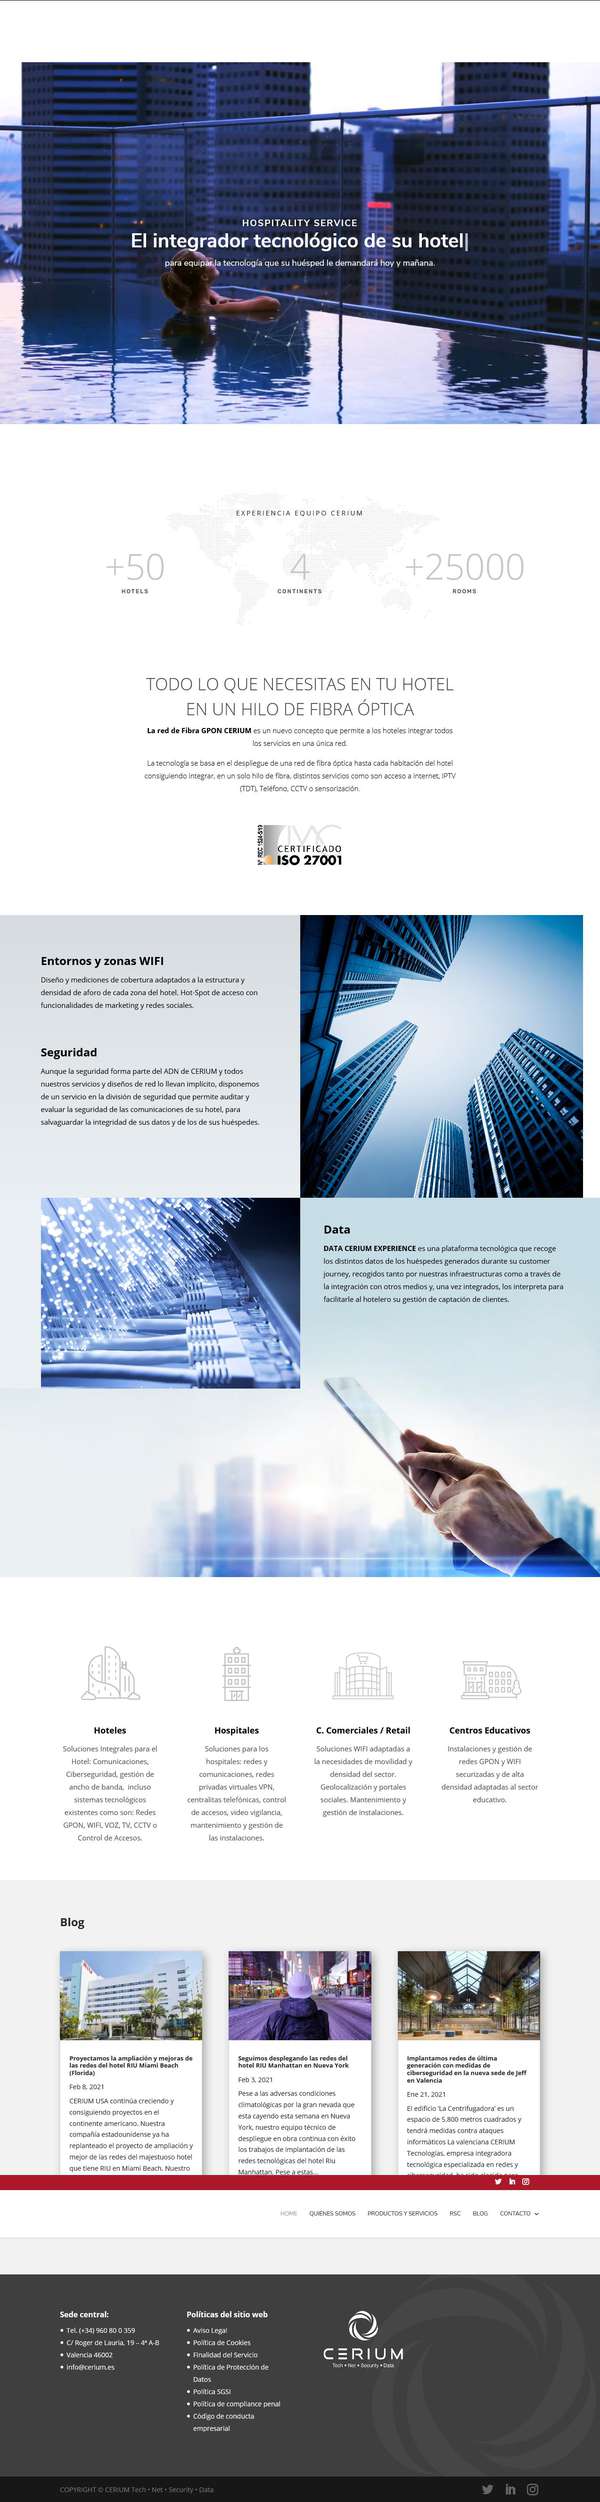 HOSPITALITY SERVICE
El integrador tecnológico de su hotel|
para equipar la tecnología que su huésped le demandará hoy y mañana.
EXPERIENCIA EQUIPO CERIUM
+50
HOTELS
4
CONTINENTS
+25000
ROOMS
TODO LO QUE NECESITAS EN TU HOTEL
EN UN HILO DE FIBRA ÓPTICA
La red de Fibra GPON CERIUM es un nuevo concepto que permite a los hoteles integrar todos
los servicios en una única red.
La tecnología se basa en el despliegue de una red de fibra óptica hasta cada habitación del hotel
consiguiendo integrar, en un solo hilo de fibra, distintos servicios como son acceso a internet, IPTV
(TDT), Teléfono, CCTV o sensorización.
CERTIFICADO
ISO 27001
Entornos y zonas WIFI
Diseño y mediciones de cobertura adaptados a la estructura y
densidad de aforo de cada zona del hotel. Hot-Spot de acceso con
funcionalidades de marketing y redes sociales.
Seguridad
Aunque la seguridad forma parte del ADN de CERIUM y todos
nuestros servicios y diseños de red lo llevan implícito, disponemos
de un servicio en la división de seguridad que permite auditar y
evaluar la seguridad de las comunicaciones de su hotel, para
salvaguardar la integridad de sus datos y de los de sus huéspedes.
Data
DATA CERIUM EXPERIENCE es una plataforma tecnológica que recoge
los distintos datos de los huéspedes generados durante su customer
journey, recogidos tanto por nuestras infraestructuras como a través de
la integración con otros medios y, una vez integrados, los interpreta para
facilitarle al hotelero su gestión de captación de clientes.
Hoteles
Soluciones Integrales para el
Hotel: Comunicaciones,
Ciberseguridad, gestión de
ancho de banda, incluso
sistemas tecnológicos
existentes como son: Redes
GPON, WIFI, VOZ, TV, CCTV o
Control de Accesos.
Hospitales
Soluciones para los
hospitales: redes y
comunicaciones, redes
privadas virtuales VPN,
centralitas telefónicas, control
de accesos, video vigilancia,
mantenimiento y gestión de
las instalaciones.
C. Comerciales / Retail
Soluciones WIFI adaptadas a
la necesidades de movilidad y
densidad del sector.
Geolocalización y portales
sociales. Mantenimiento y
gestión de instalaciones.
Centros Educativos
Instalaciones y gestión de
redes GPON y WIFI
securizadas y de alta
densidad adaptadas al sector
educativo.
Blog
Proyectamos la ampliación y mejoras de
las redes del hotel RIU Miami Beach
(Florida)
Feb 8, 2021
CERIUM USA continúa creciendo y
consiguiendo proyectos en el
continente americano. Nuestra
compañía estadounidense ya ha
replanteado el proyecto de ampliación y
mejor de las redes del majestuoso hotel
que tiene RIU en Miami Beach. Nuestro
Seguimos desplegando las redes del
hotel RIU Manhattan en Nueva York
Feb 3, 2021
Pese a las adversas condiciones
climatológicas por la gran nevada que
esta cayendo esta semana en Nueva
York, nuestro equipo técnico de
despliegue en obra continua con éxito
los trabajos de implantación de las
redes tecnológicas del hotel Riu
Manhattan. Pese a estas...
Implantamos redes de última
generación con medidas de
ciberseguridad en la nueva sede de Jeff
en Valencia
Ene 21, 2021
El edificio 'La Centrifugadora' es un
espacio de 5.800 metros cuadrados y
tendrá medidas contra ataques
informáticos La valenciana CERIUM
Tecnologías, empresa integradora
tecnológica especializada en redes y
HOME QUIÉNES SOMOS PRODUCTOS Y SERVICIOS RSC BLOG CONTACTO
Sede central:
Tel. (+34) 960 80 0 359
C/ Roger de Lauria, 19 – 4ª A-B
Valencia 46002
info@cerium.es
Políticas del sitio web
Aviso Legal
Política de Cookies
Finalidad del Servicio
Política de Protección de
Datos
Política SGSI
Política de compliance penal
Código de conducta
empresarial
CERIUM
Tech • Net • Security • Data
COPYRIGHT © CERIUM Tech • Net • Security • Data